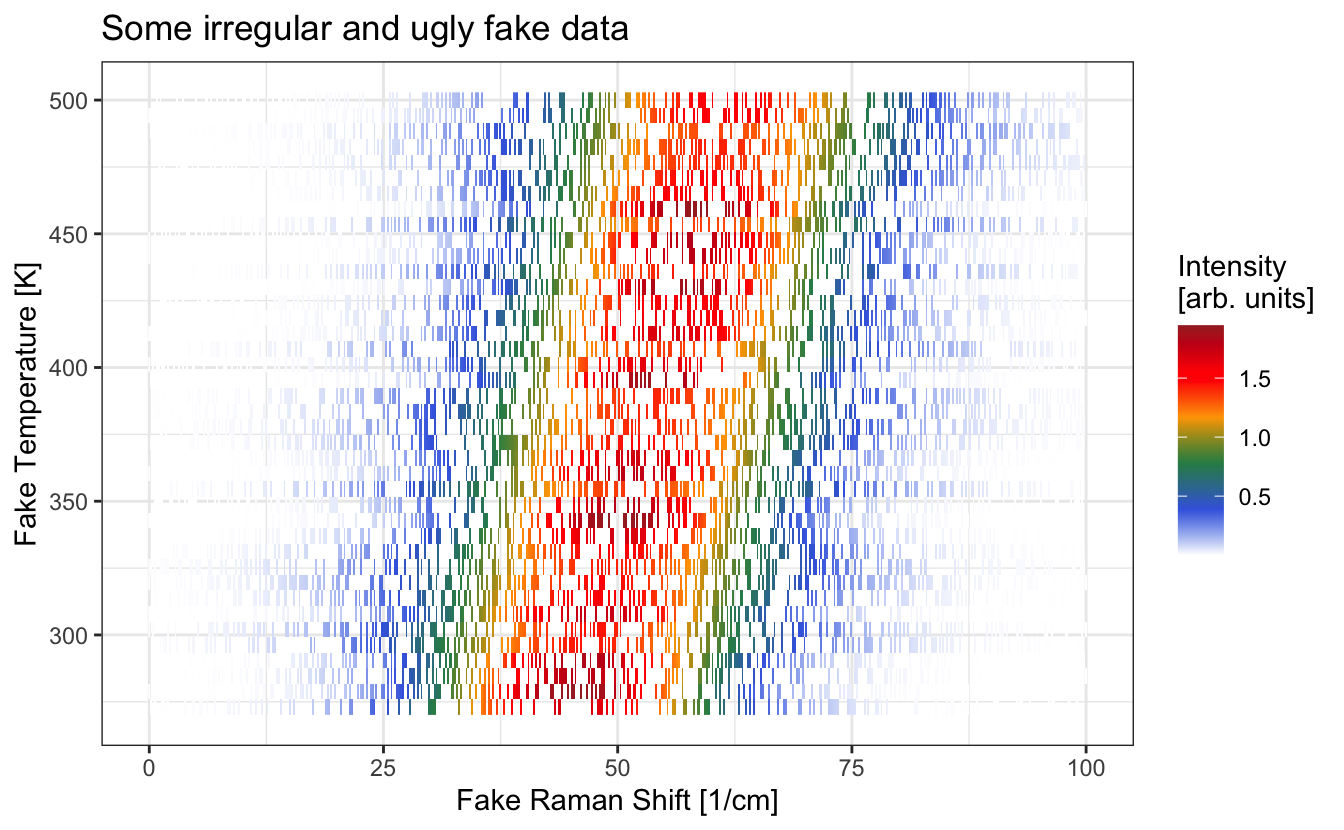 Some irregular and ugly fake data
500
450
400
350
300
Fake Temperature [K]
0 25 50 75 100
Fake Raman Shift [1/cm]
Intensity
[arb. units]
1.5
1.0
0.5